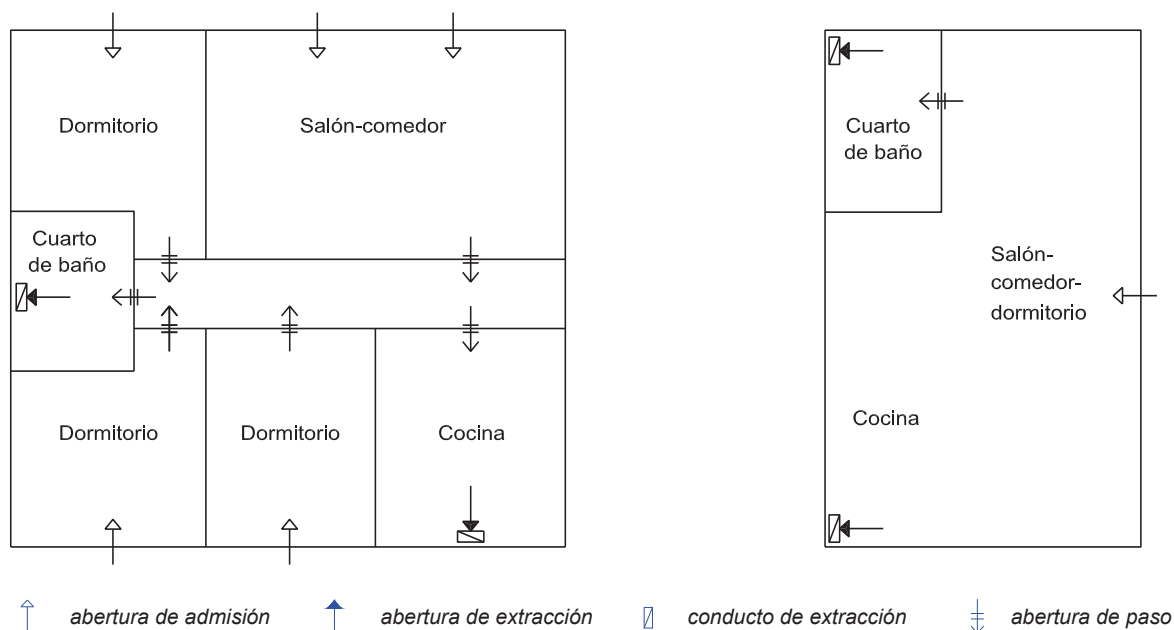 Dormitorio
Salón-comedor
Cuarto
de baño
Dormitorio
Dormitorio
Cocina
Cuarto
de baño
Salón-
comedor-
dormitorio
Cocina
abertura de admisión
abertura de extracción
conducto de extracción
abertura de paso